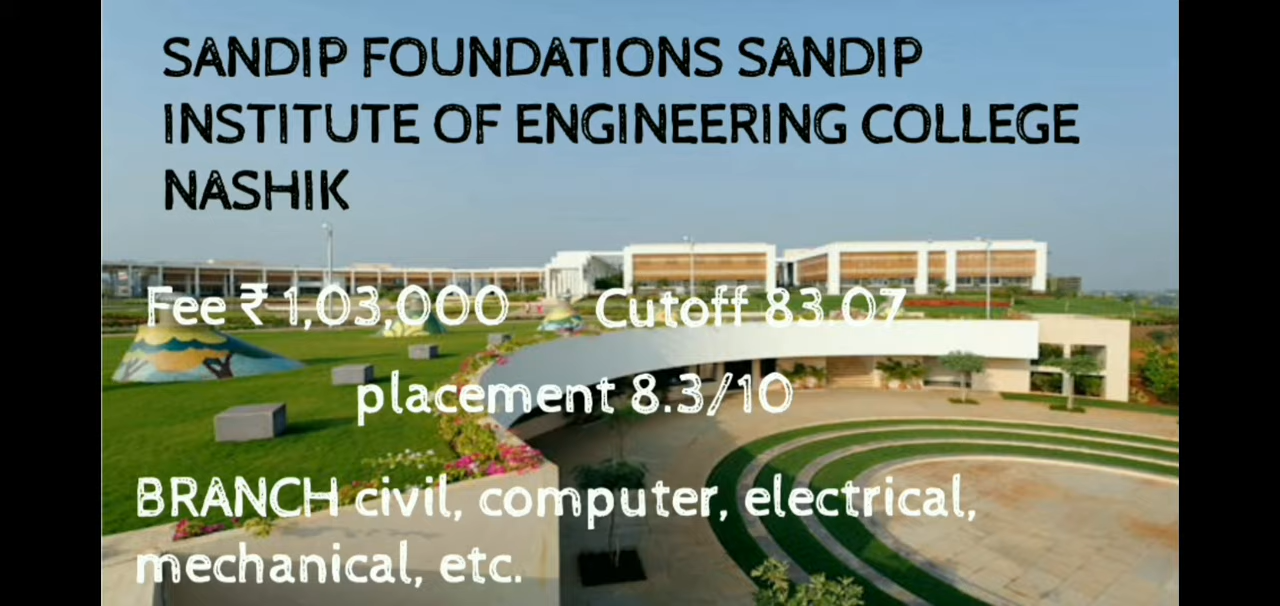 SANDIP FOUNDATIONS SANDIP
INSTITUTE OF ENGINEERING COLLEGE
NASHIK
Fee ₹ 1,03,000 Cutoff 83.07
placement 8.3/10
BRANCH civil, computer, electrical,
mechanical, etc.